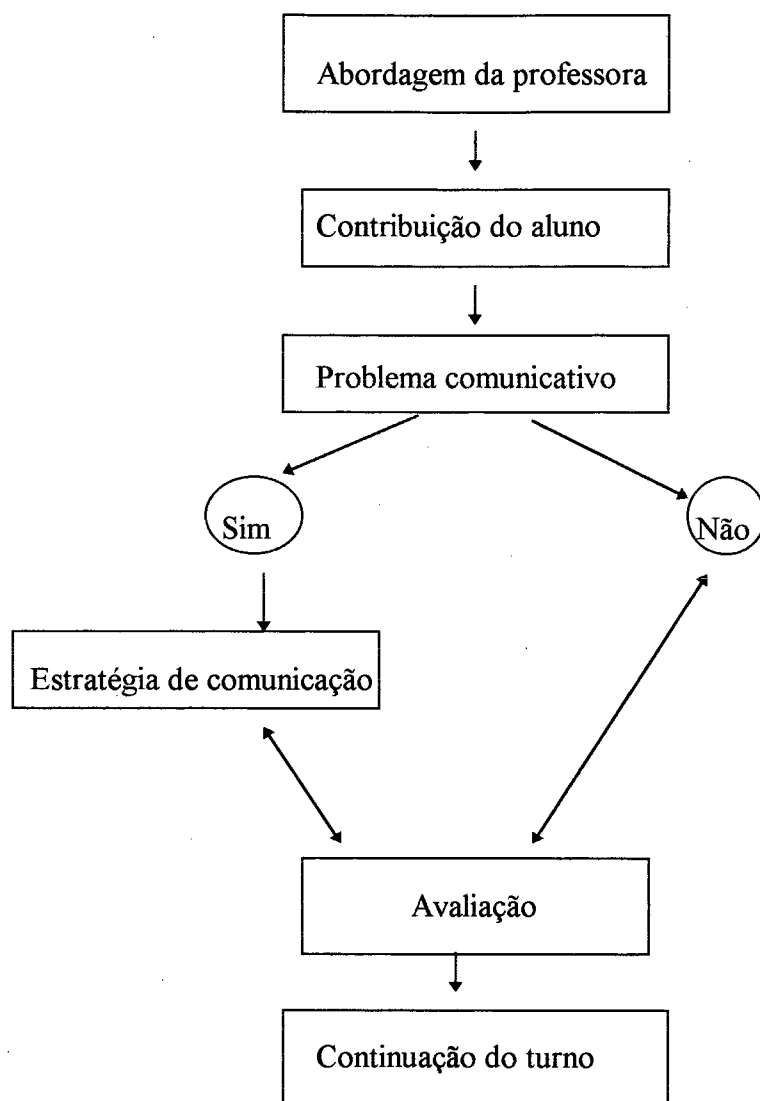 Abordagem da professora
Contribuição do aluno
Problema comunicativo
Sim
Não
Estratégia de comunicação
Avaliação
Continuação do turno